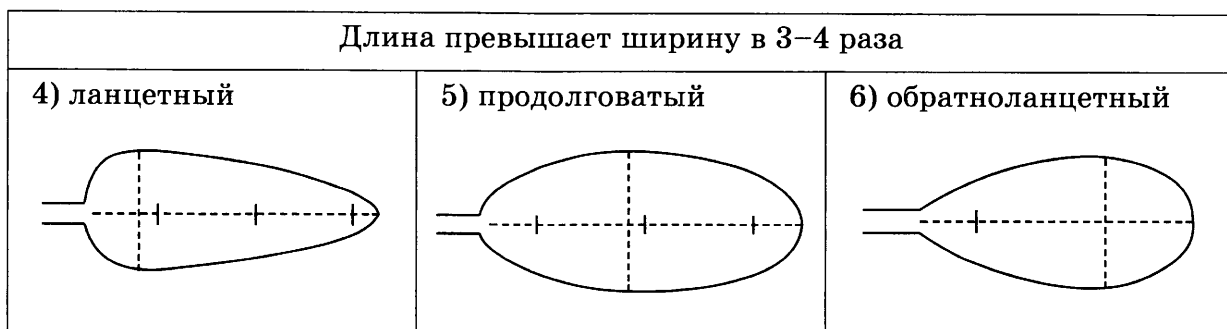 Длина превышает ширину в 3–4 раза
4) ланцетный
5) продолговатый
6) обратноланцетный